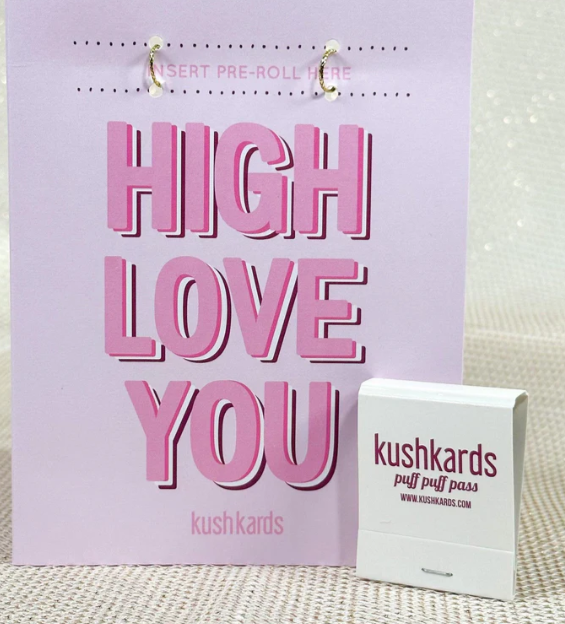 INSERT PRE-ROLL HERE
HIGH
LOVE
YOU
kushkards
kushkards
puff puff pass
WWW.KUSHKARDS.COM